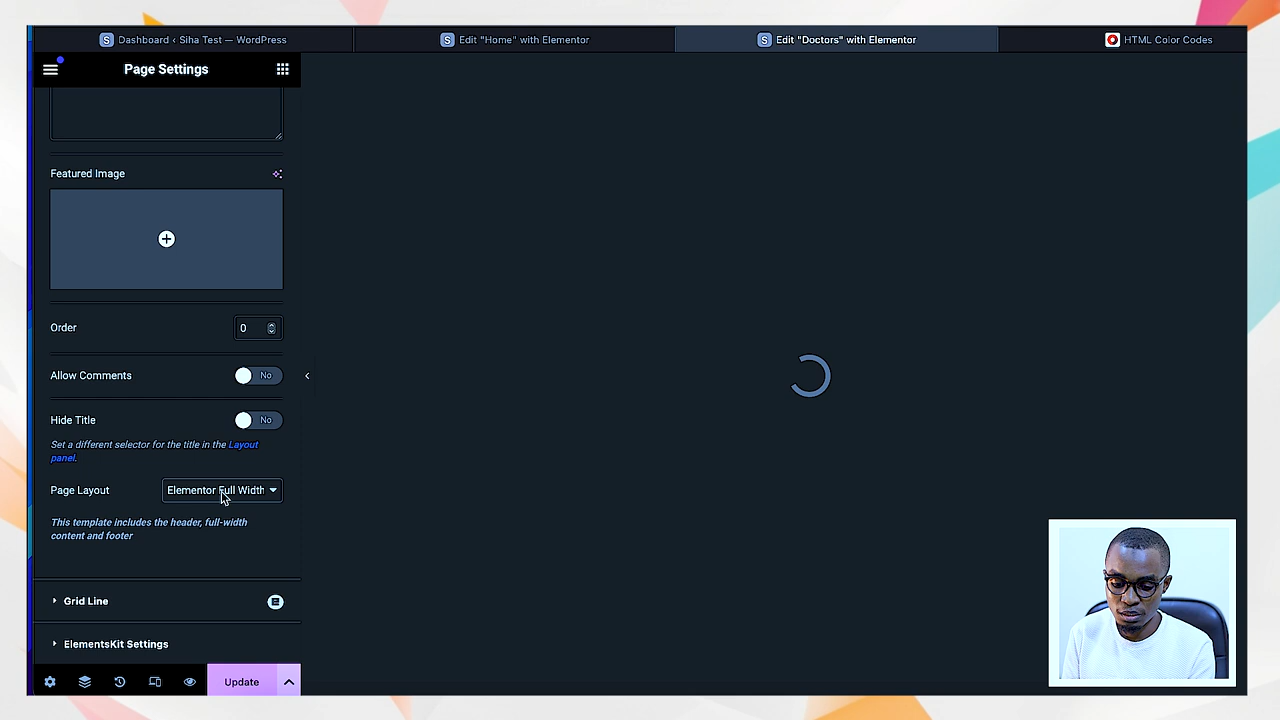 Dashboard ‹ Siha Test — WordPress
Edit "Home" with Elementor
Edit "Doctors" with Elementor
HTML Color Codes
Page Settings
Featured Image
Order
0
Allow Comments
No
Hide Title
No
Set a different selector for the title in the Layout
panel.
Page Layout
Elementor Full Width
This template includes the header, full-width
content and footer
Grid Line
ElementsKit Settings
Update